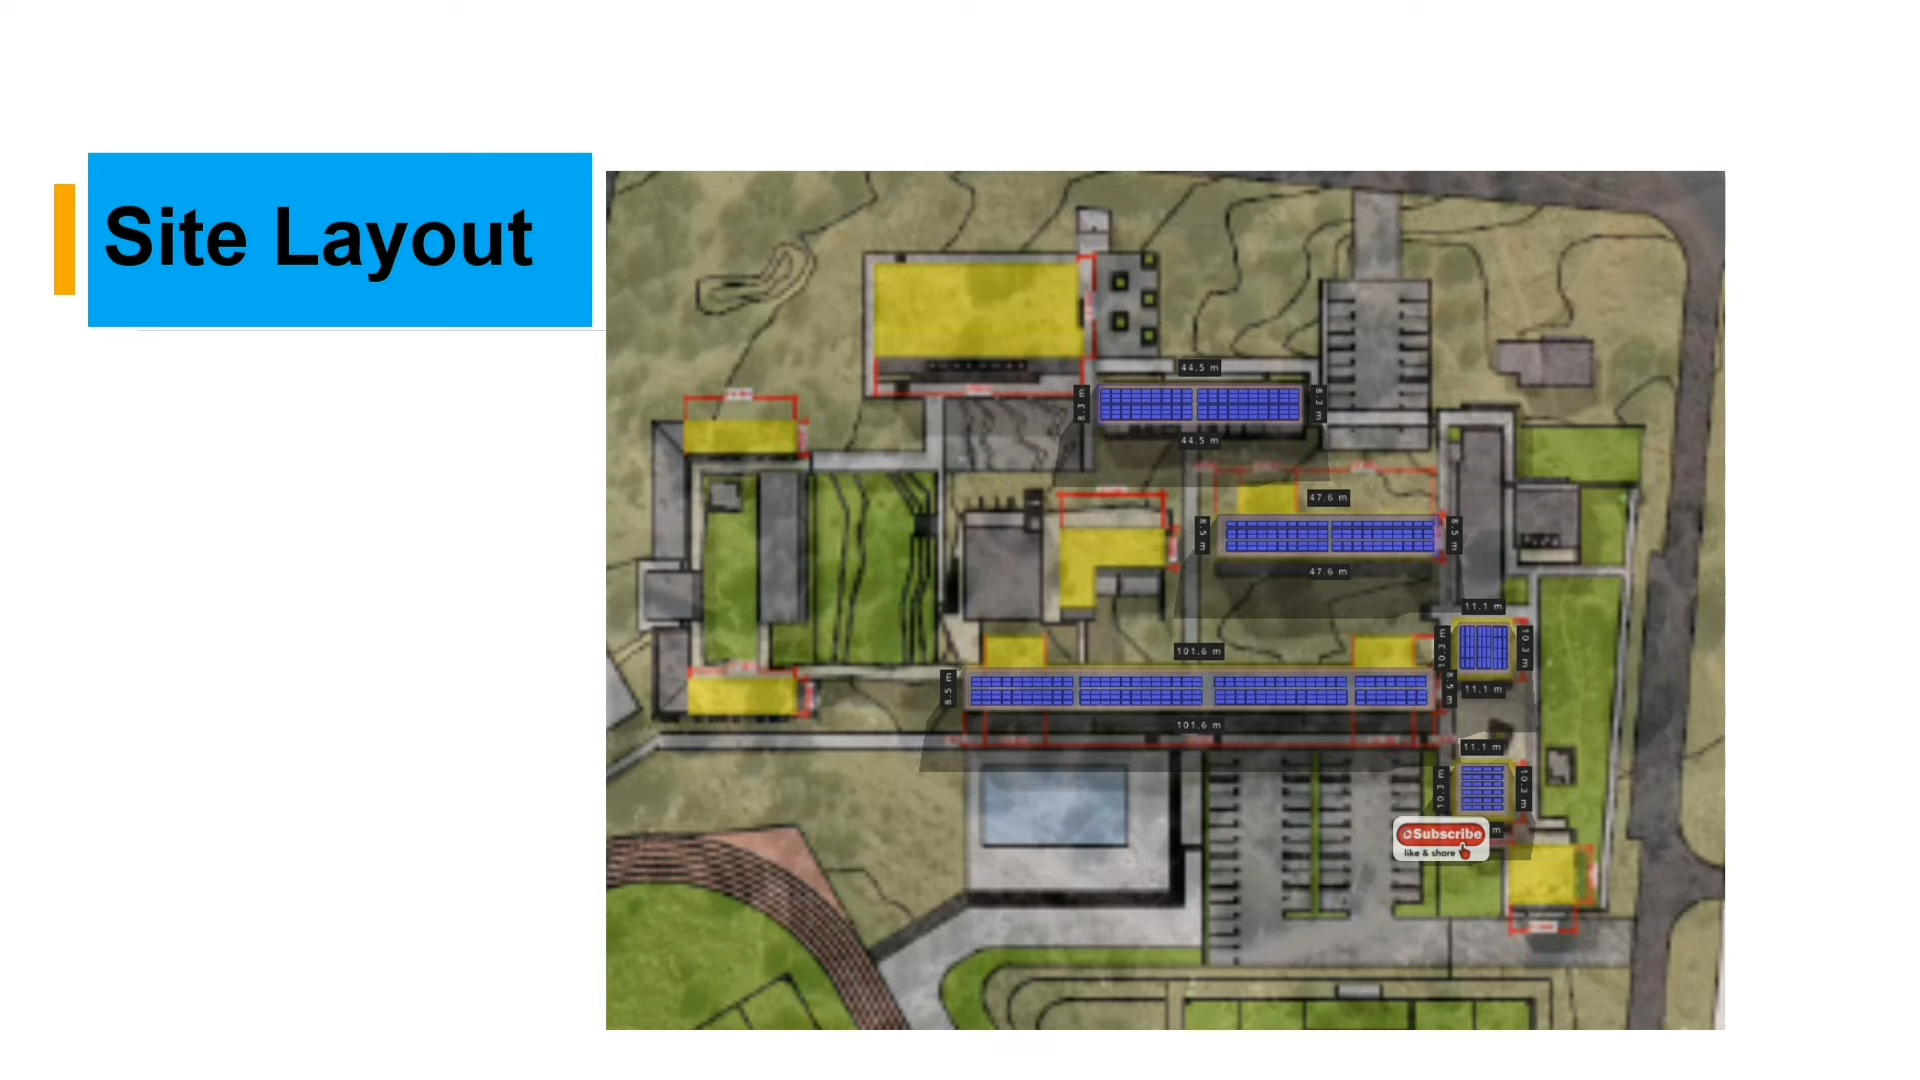 Site Layout
44.5 m
8.3 m
8.3 m
44.5 m
47.6 m
8.5 m
8.5 m
47.6 m
11.1 m
10.3 m
10.3 m
101.6 m
8.5 m
8.5 m
11.1 m
101.6 m
11.1 m
10.3 m
10.3 m
m
Subscribe
like & share